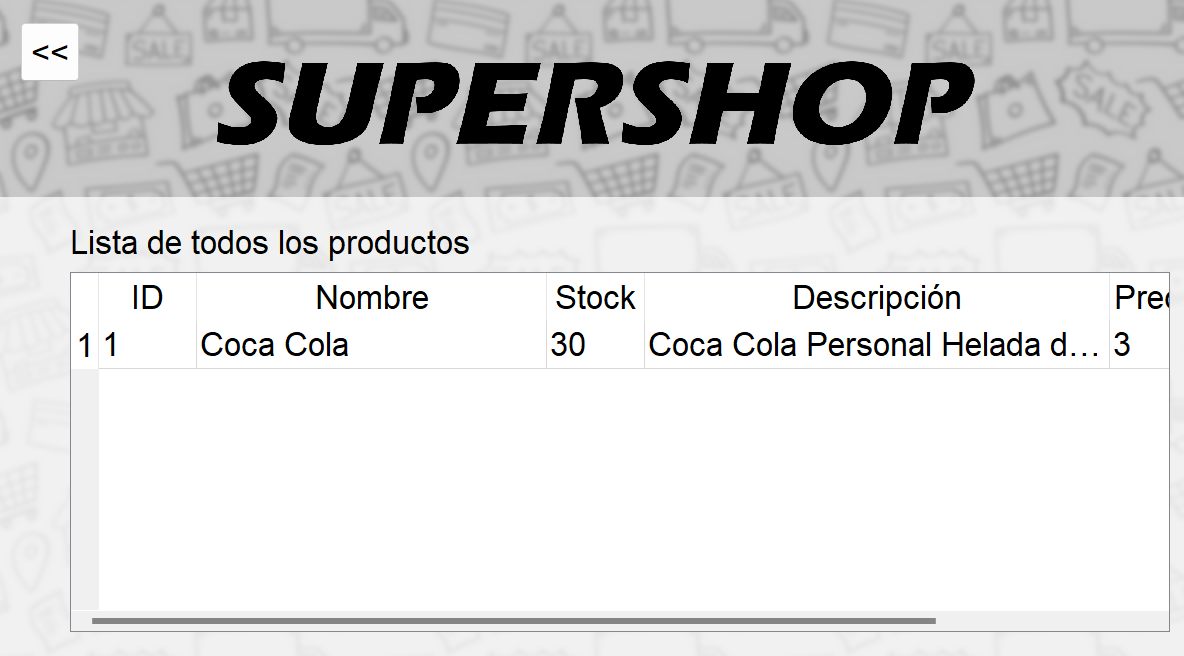 <<
SUPERSHOP
Lista de todos los productos
ID Nombre Stock Descripción Prec
1 1 Coca Cola 30 Coca Cola Personal Helada d... 3